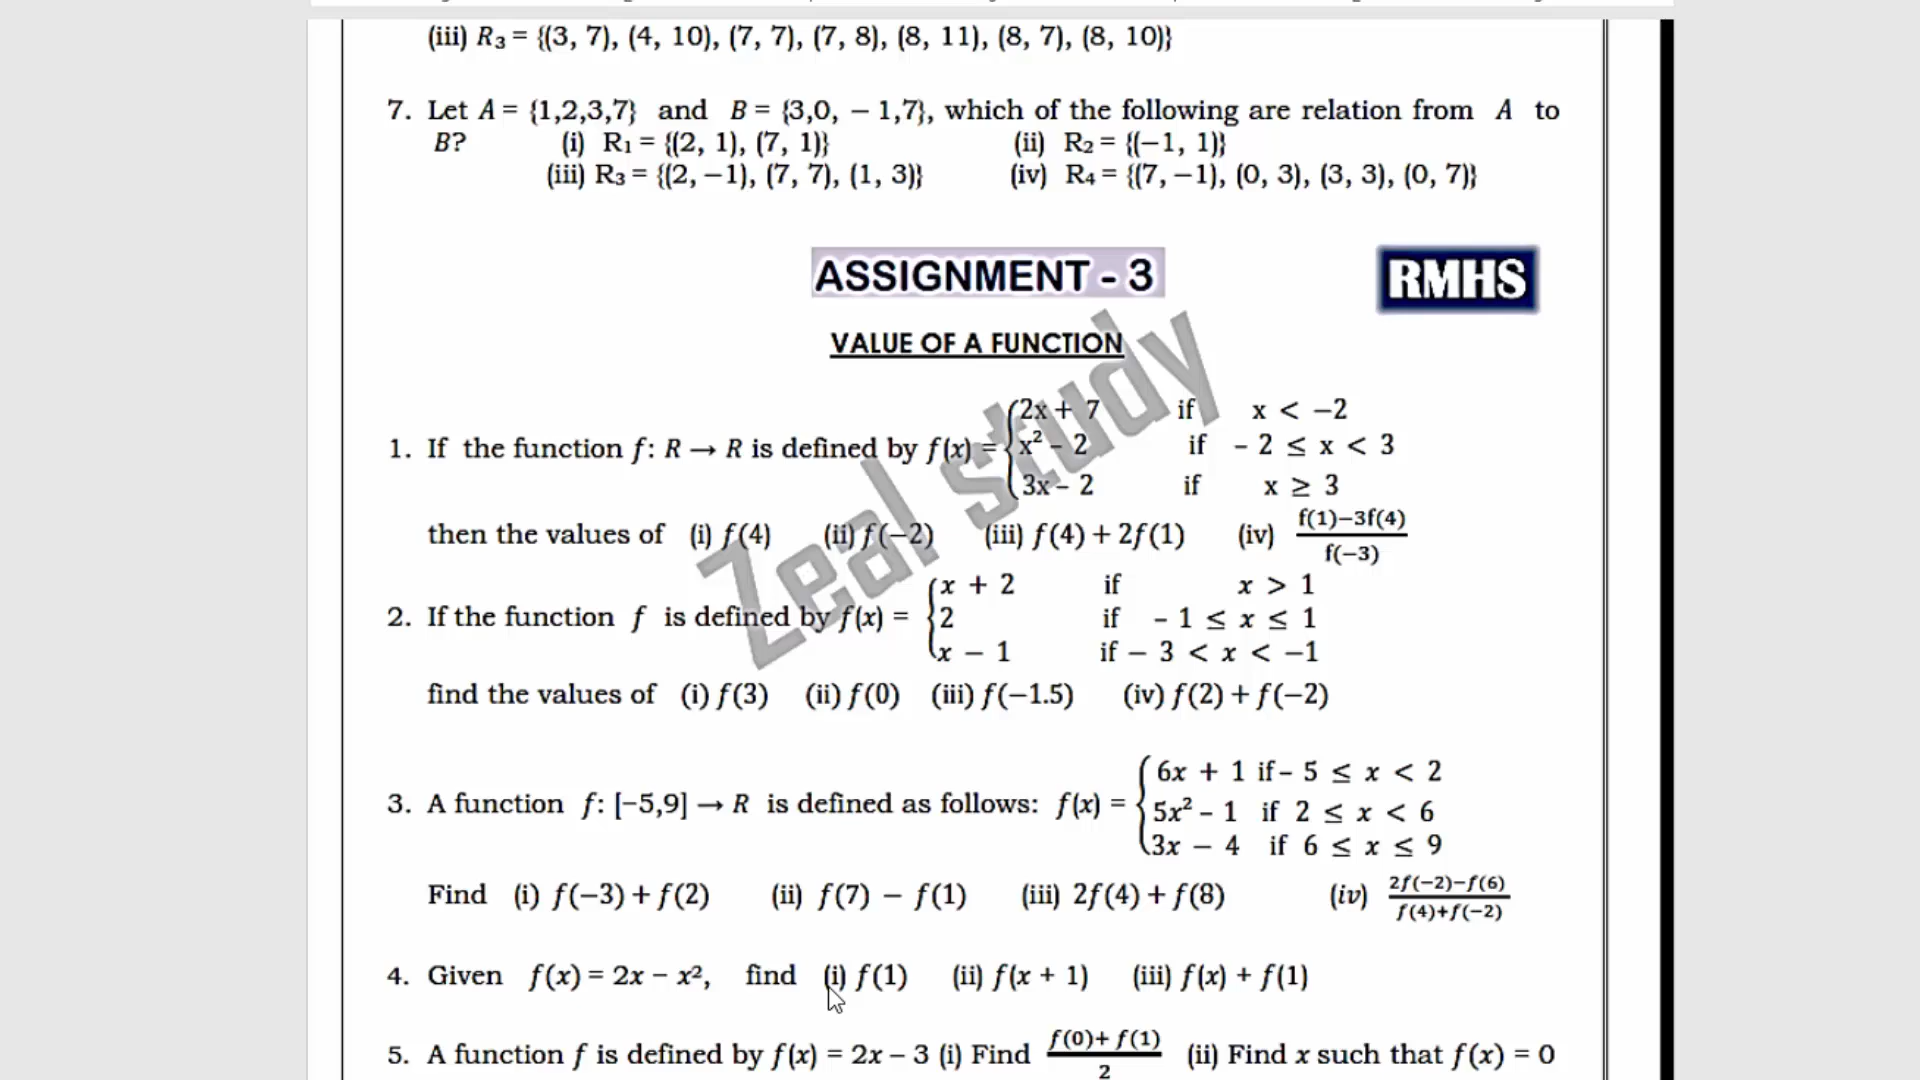 (iii) R₃ = {(3, 7), (4, 10), (7, 7), (7, 8), (8, 11), (8, 7), (8, 10)}
7. Let A = {1,2,3,7} and B = {3,0, – 1,7}, which of the following are relation from A to
B? (i) R₁ = {(2, 1), (7, 1)} (ii) R₂ = {(−1, 1)}
(iii) R₃ = {(2, −1), (7, 7), (1, 3)} (iv) R₄ = {(7, −1), (0, 3), (3, 3), (0, 7)}
ASSIGNMENT - 3
RMHS
VALUE OF A FUNCTION
Zeal study
2x + 7 if x < −2
1. If the function f: R → R is defined by f(x) = { x² – 2 if - 2 ≤ x < 3
3x – 2 if x ≥ 3
then the values of (i) f(4) (ii) f(−2) (iii) f(4) + 2f(1) (iv) f(1)−3f(4) / f(−3)
x + 2 if x > 1
2. If the function f is defined by f(x) = { 2 if - 1 ≤ x ≤ 1
x − 1 if − 3 < x < −1
find the values of (i) f(3) (ii) f(0) (iii) f(−1.5) (iv) f(2) + f(−2)
6x + 1 if – 5 ≤ x < 2
3. A function f: [−5,9] → R is defined as follows: f(x) = { 5x² – 1 if 2 ≤ x < 6
3x − 4 if 6 ≤ x ≤ 9
Find (i) f(−3) + f(2) (ii) f(7) − f(1) (iii) 2f(4) + f(8) (iv) 2f(−2)−f(6) / f(4)+f(−2)
4. Given f(x) = 2x – x², find (i) f(1) (ii) f(x + 1) (iii) f(x) + f(1)
5. A function f is defined by f(x) = 2x – 3 (i) Find f(0)+ f(1) / 2 (ii) Find x such that f(x) = 0